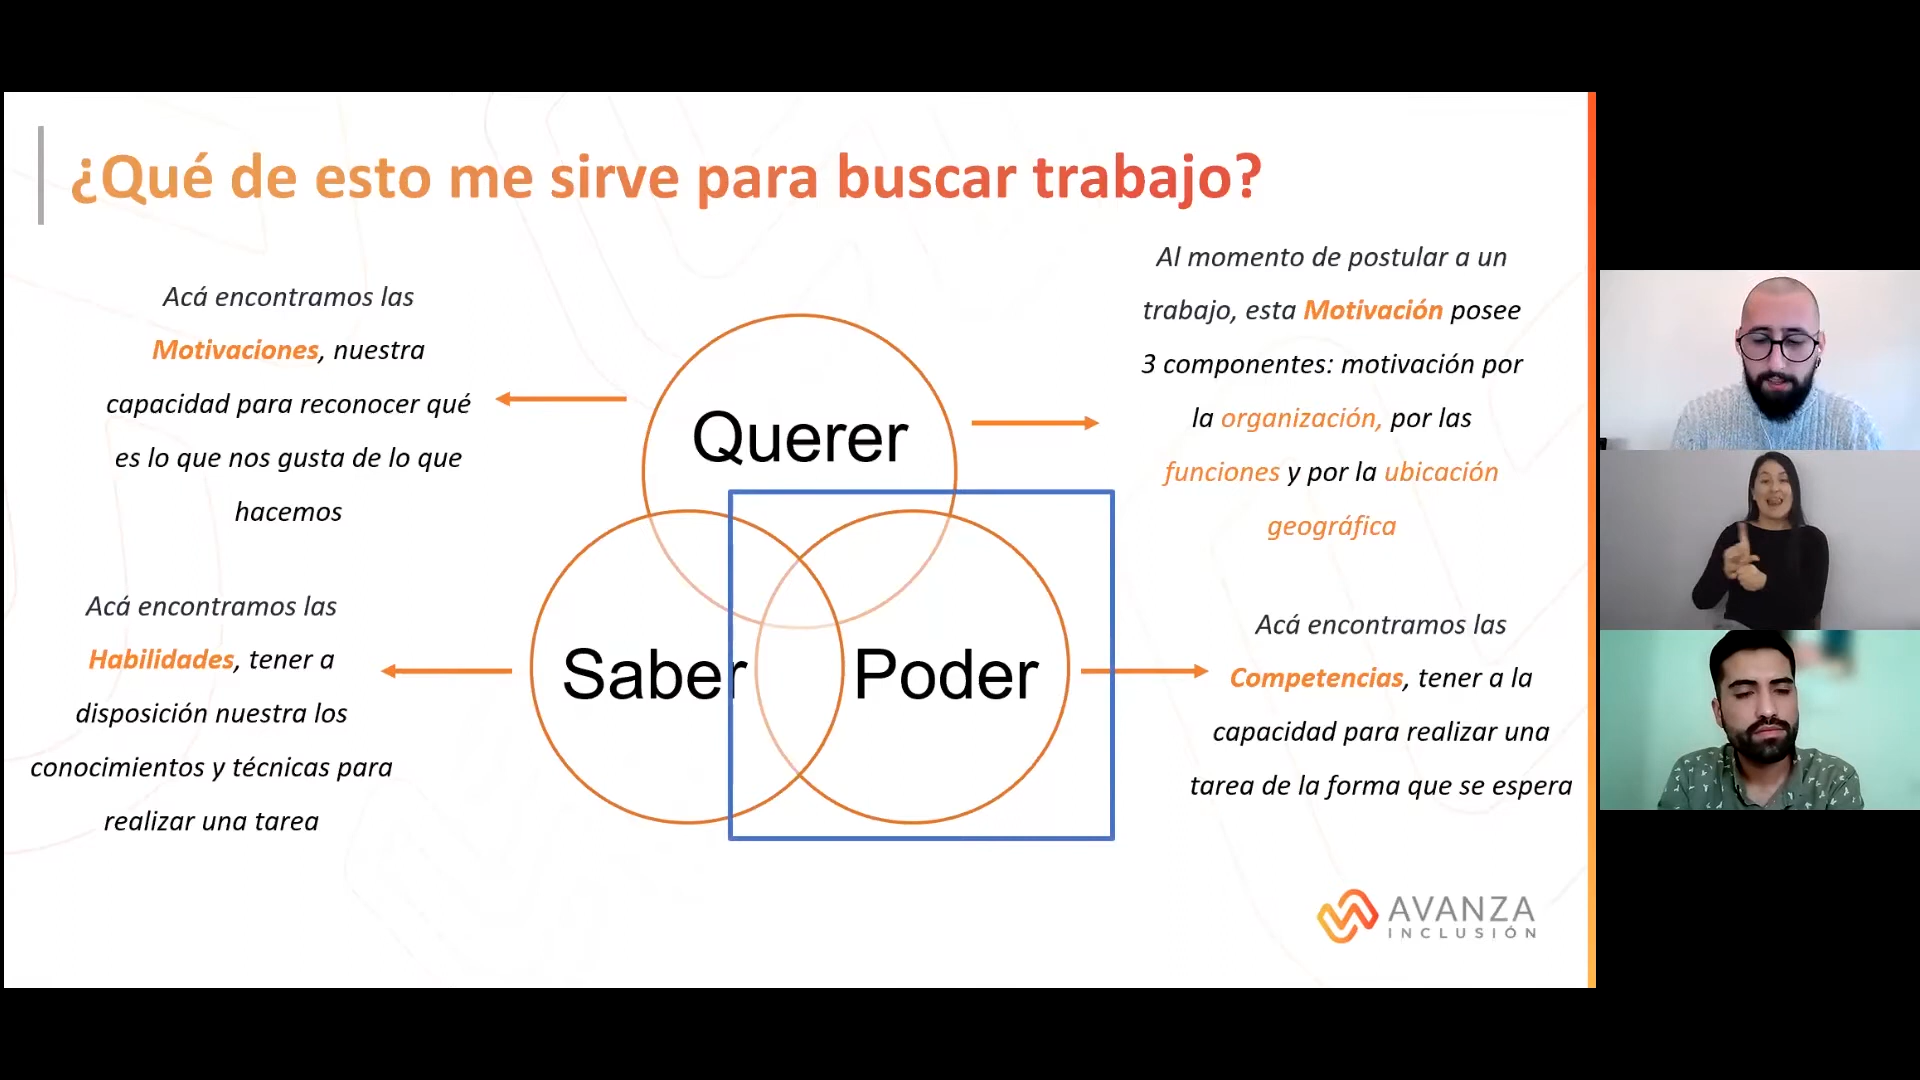 ¿Qué de esto me sirve para buscar trabajo?
Acá encontramos las
Motivaciones, nuestra
capacidad para reconocer qué
es lo que nos gusta de lo que
hacemos
Al momento de postular a un
trabajo, esta Motivación posee
3 componentes: motivación por
la organización, por las
funciones y por la ubicación
geográfica
Querer
Saber
Poder
Acá encontramos las
Habilidades, tener a
disposición nuestra los
conocimientos y técnicas para
realizar una tarea
Acá encontramos las
Competencias, tener a la
capacidad para realizar una
tarea de la forma que se espera
AVANZA
INCLUSIÓN